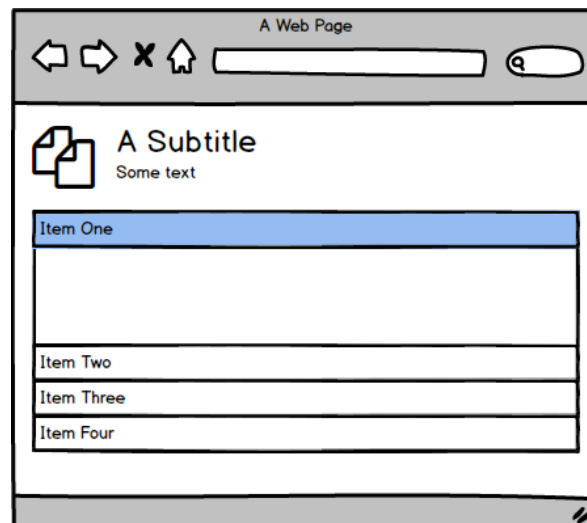 A Web Page
A Subtitle
Some text
Item One
Item Two
Item Three
Item Four